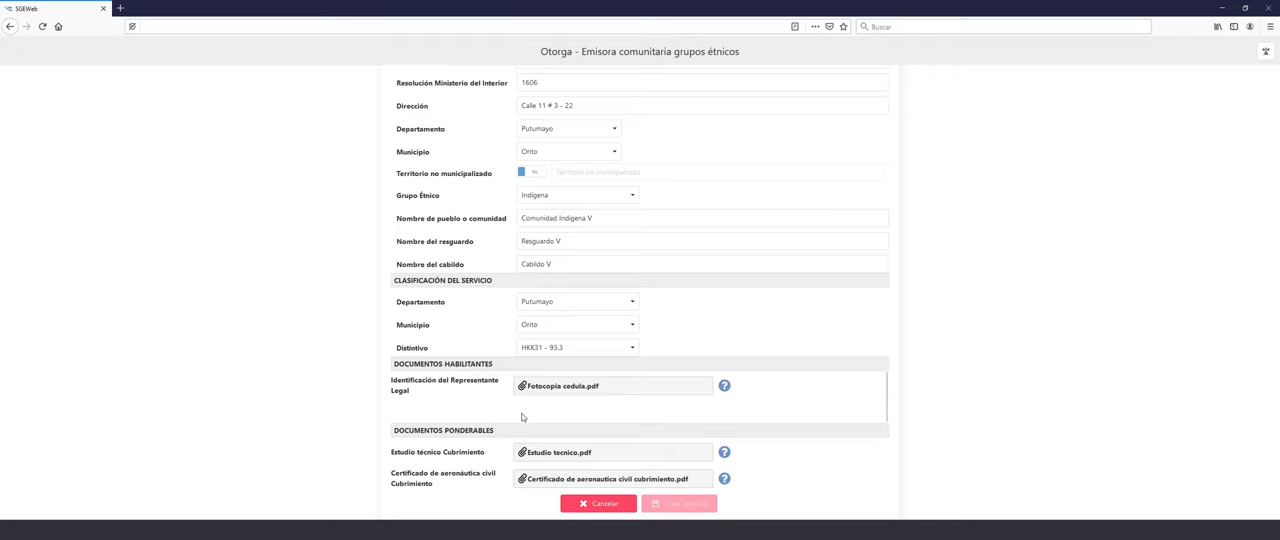 SGEWeb
Buscar
Otorga - Emisora comunitaria grupos étnicos
Resolución Ministerio del Interior 1606
Dirección Calle 11 # 3 - 22
Departamento Putumayo
Municipio Orito
Territorio no municipalizado No Territorio no municipalizado
Grupo Étnico Indígena
Nombre de pueblo o comunidad Comunidad Indigena V
Nombre del resguardo Resguardo V
Nombre del cabildo Cabildo V
CLASIFICACIÓN DEL SERVICIO
Departamento Putumayo
Municipio Orito
Distintivo HKK31 - 93.3
DOCUMENTOS HABILITANTES
Identificación del Representante
Legal
Fotocopia cedula.pdf ?
DOCUMENTOS PONDERABLES
Estudio técnico Cubrimiento Estudio tecnico.pdf ?
Certificado de aeronáutica civil
Cubrimiento
Certificado de aeronautica civil cubrimiento.pdf ?
Cancelar